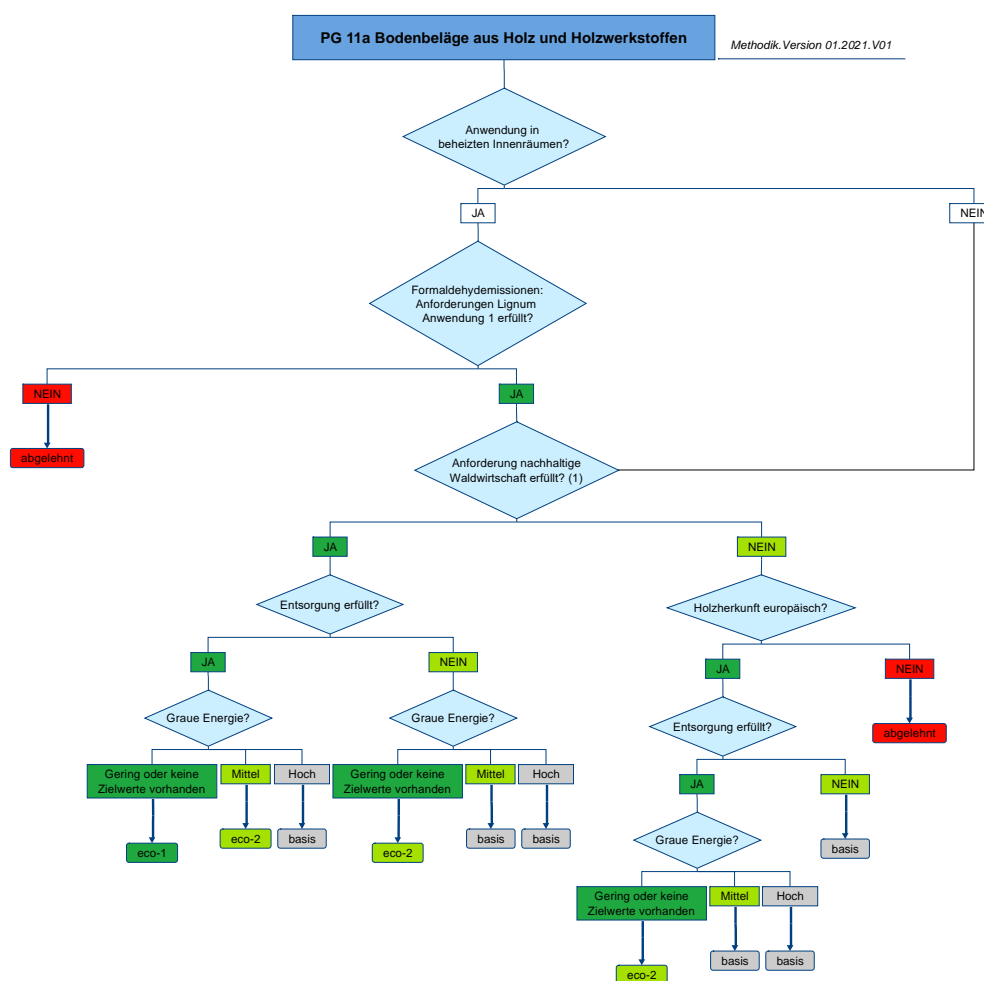 PG 11a Bodenbeläge aus Holz und Holzwerkstoffen
Methodik.Version 01.2021.V01
Anwendung in
beheizten Innenräumen?
JA
NEIN
Formaldehydemissionen:
Anforderungen Lignum
Anwendung 1 erfüllt?
NEIN
JA
abgelehnt
Anforderung nachhaltige
Waldwirtschaft erfüllt? (1)
JA
NEIN
Entsorgung erfüllt?
Holzherkunft europäisch?
JA
NEIN
JA
NEIN
Graue Energie?
Graue Energie?
Entsorgung erfüllt?
abgelehnt
Gering oder keine
Zielwerte vorhanden
Mittel
Hoch
Gering oder keine
Zielwerte vorhanden
Mittel
Hoch
JA
NEIN
eco-1
eco-2
basis
eco-2
basis
basis
Graue Energie?
basis
Gering oder keine
Zielwerte vorhanden
Mittel
Hoch
eco-2
basis
basis